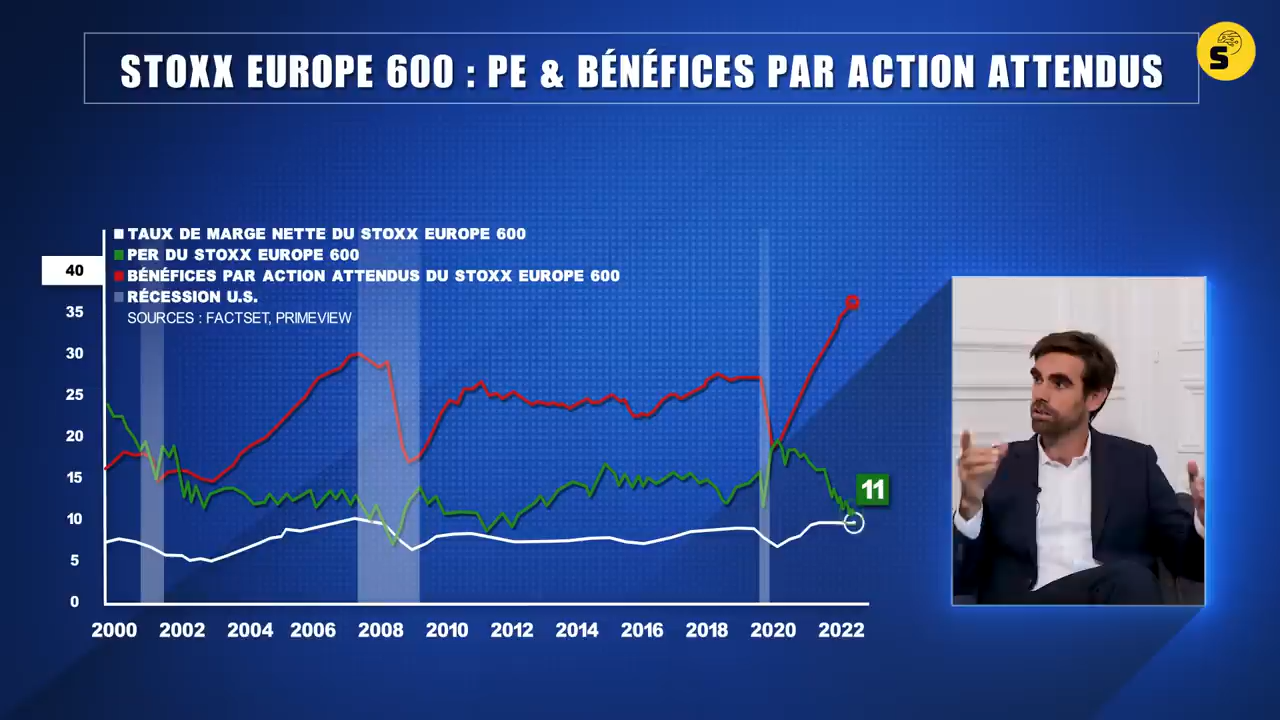 STOXX EUROPE 600 : PE & BÉNÉFICES PAR ACTION ATTENDUS
S
TAUX DE MARGE NETTE DU STOXX EUROPE 600
PER DU STOXX EUROPE 600
BÉNÉFICES PAR ACTION ATTENDUS DU STOXX EUROPE 600
RÉCESSION U.S.
SOURCES : FACTSET, PRIMEVIEW
40
35
30
25
20
15
10
5
0
11
2000 2002 2004 2006 2008 2010 2012 2014 2016 2018 2020 2022